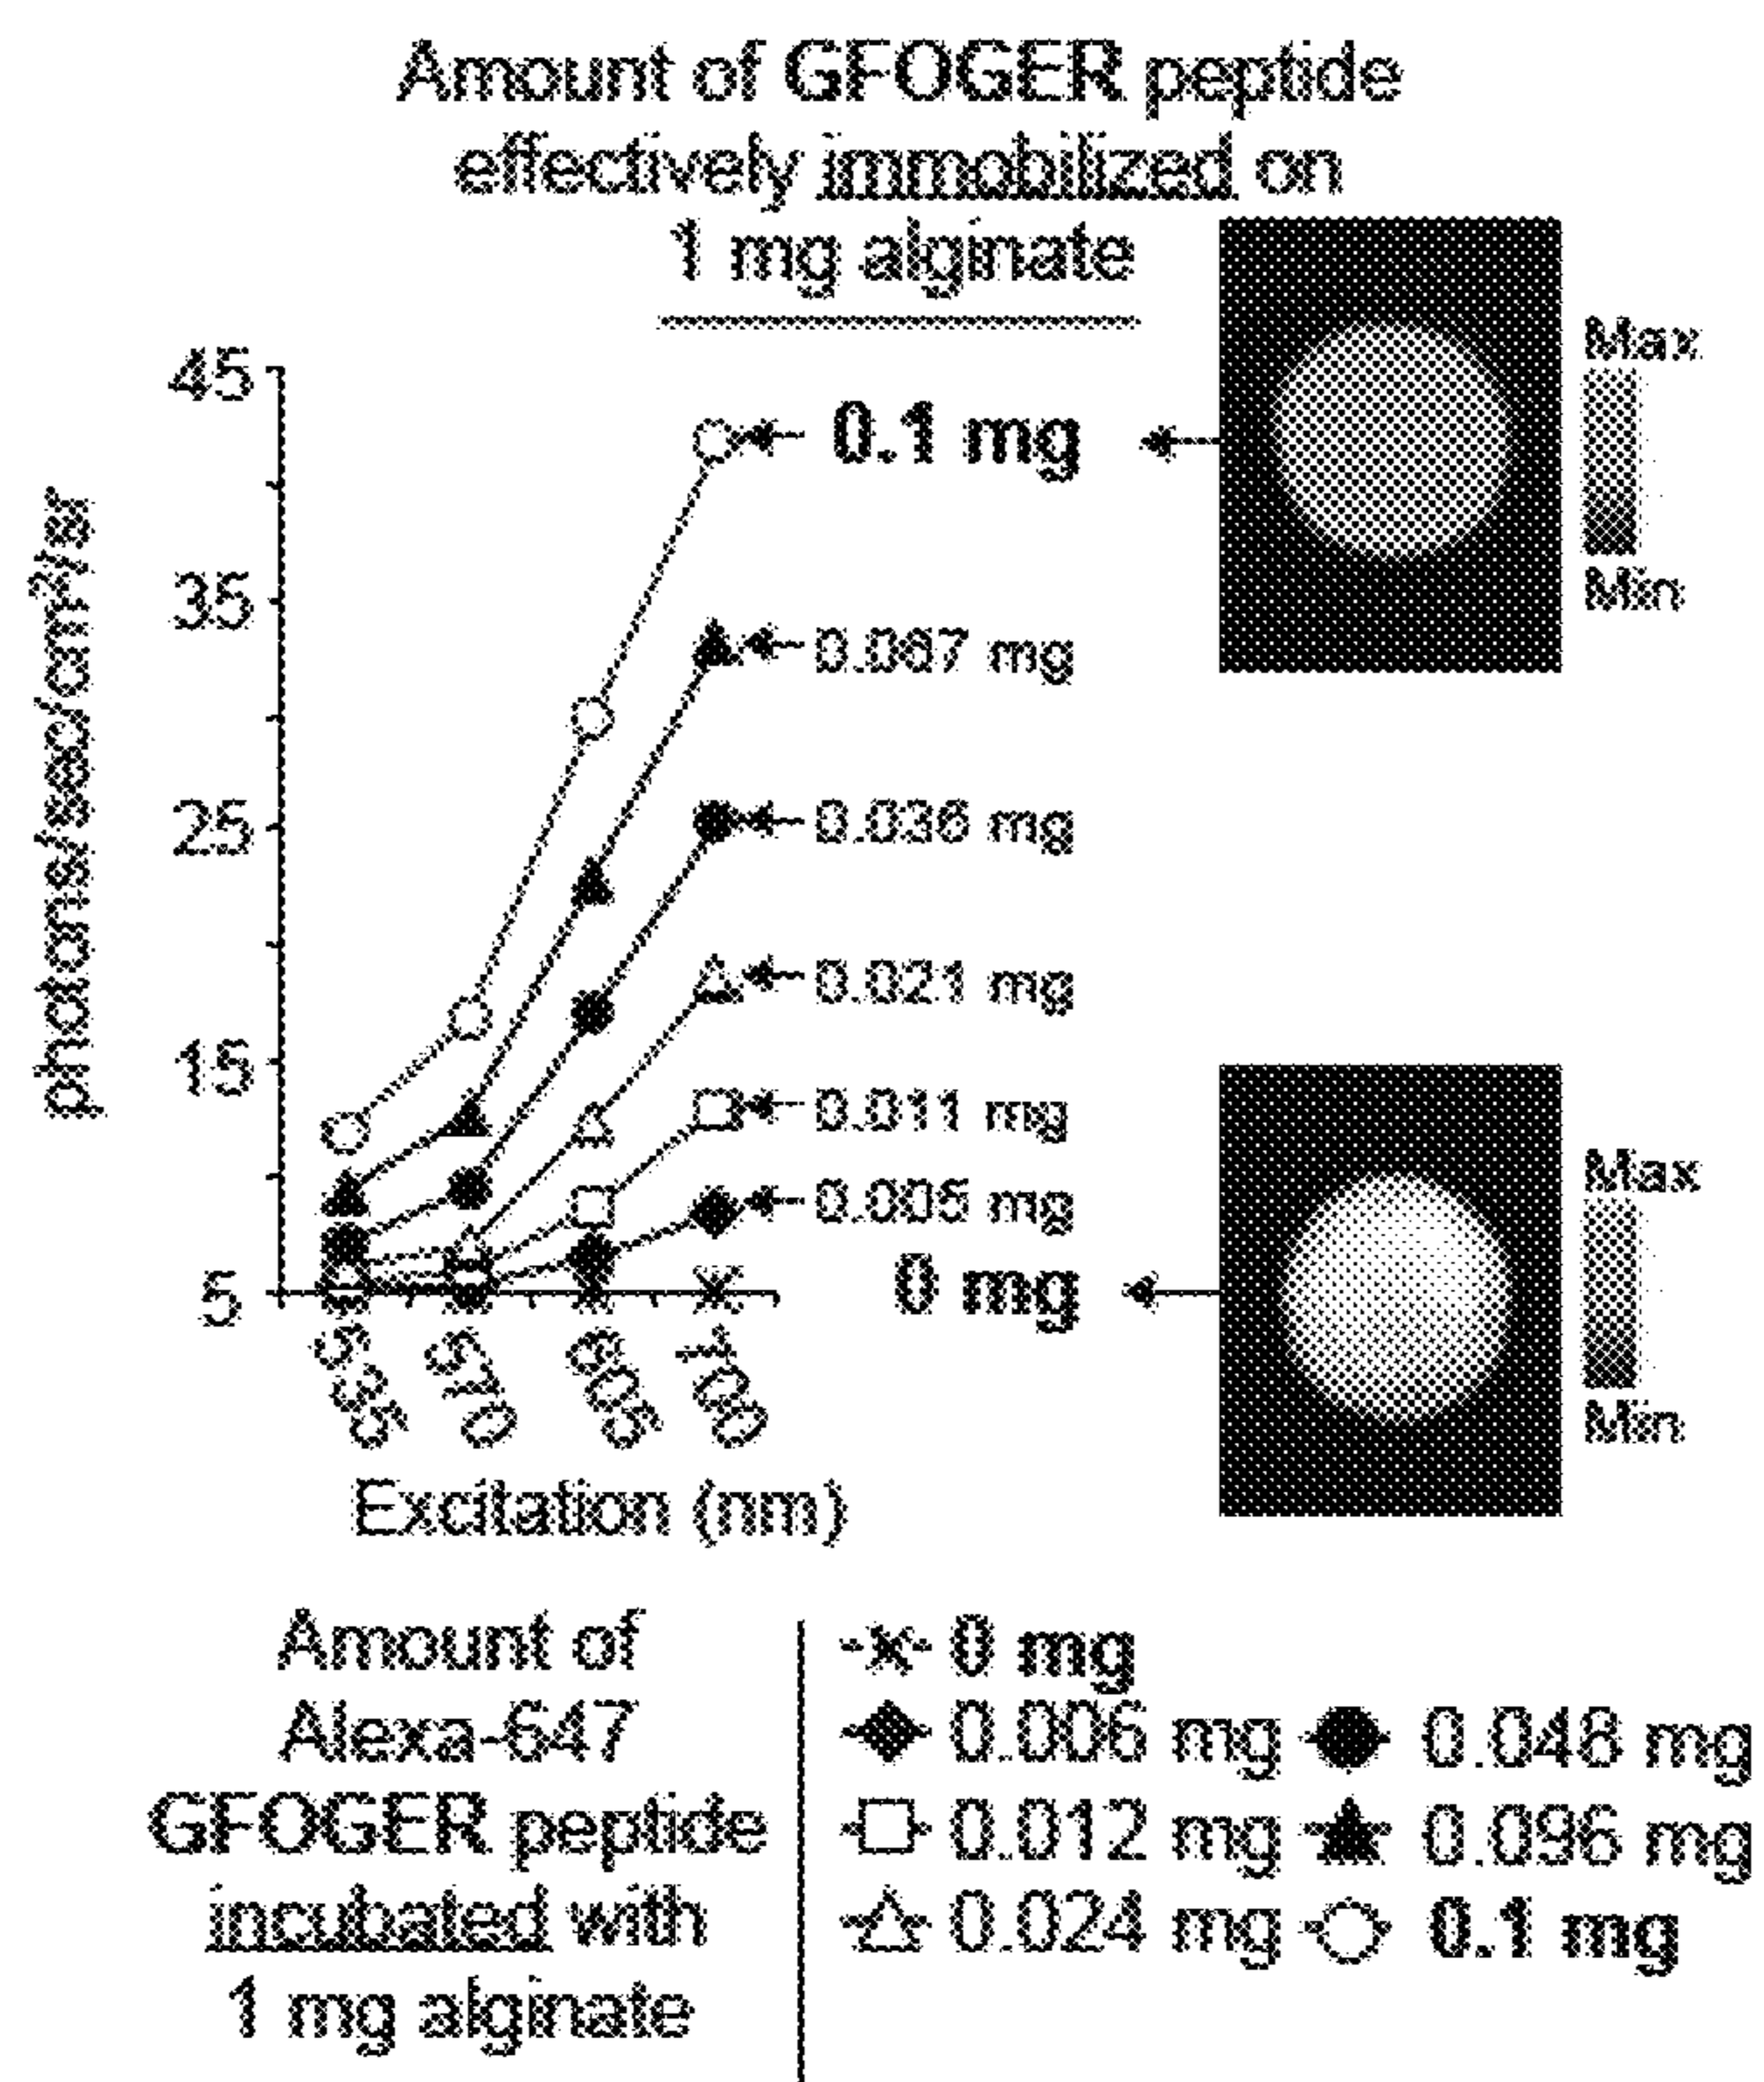 Amount of GFOGER peptide
effectively immobilized on
1 mg alginate
photons/sec/cm²/sr
45
35
25
15
5
0.1 mg
0.067 mg
0.036 mg
0.021 mg
0.011 mg
0.005 mg
0 mg
Max
Min
Max
Min
535
570
605
700
Excitation (nm)
Amount of
Alexa-647
GFOGER peptide
incubated with
1 mg alginate
0 mg
0.006 mg 0.048 mg
0.012 mg 0.096 mg
0.024 mg 0.1 mg